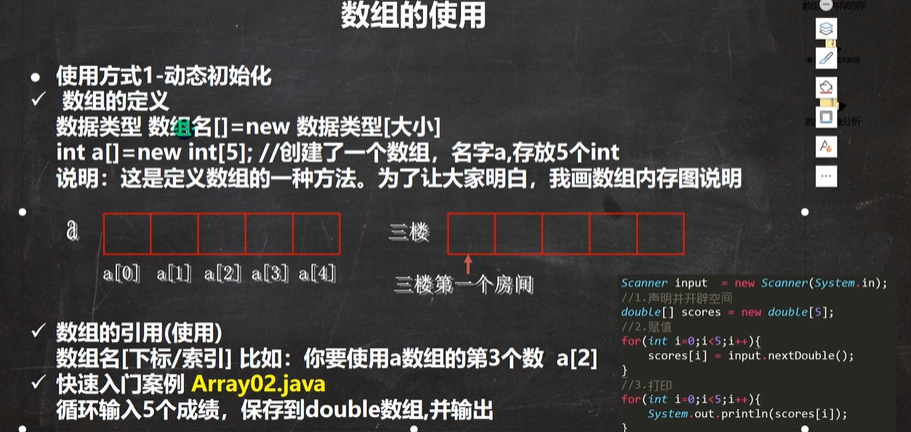 数组的使用
● 使用方式1-动态初始化
✓ 数组的定义
数据类型 数组名[]=new 数据类型[大小]
int a[]=new int[5]; //创建了一个数组，名字a,存放5个int
说明：这是定义数组的一种方法。为了让大家明白，我画数组内存图说明
a
三楼
a[0] a[1] a[2] a[3] a[4]
三楼第一个房间
✓ 数组的引用(使用)
数组名[下标/索引] 比如：你要使用a数组的第3个数 a[2]
✓ 快速入门案例 Array02.java
循环输入5个成绩，保存到double数组,并输出
Scanner input = new Scanner(System.in);
//1.声明并开辟空间
double[] scores = new double[5];
//2.赋值
for(int i=0;i<5;i++){
scores[i] = input.nextDouble();
}
//3.打印
for(int i=0;i<5;i++){
System.out.println(scores[i]);
}